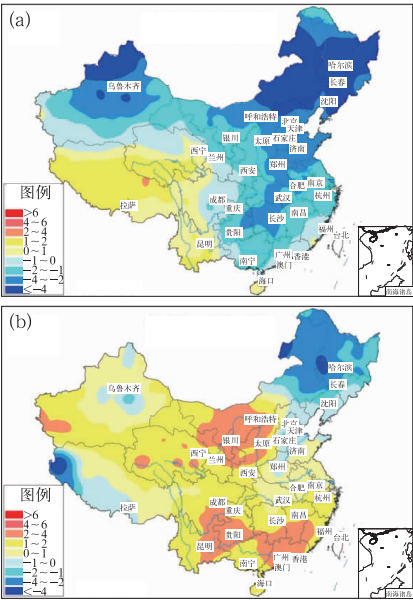 (a)
哈尔滨
长春
乌鲁木齐
沈阳
呼和浩特
北京
天津
银川
太原
石家庄
济南
西宁
兰州
西安
郑州
合肥
南京
成都
武汉
杭州
拉萨
重庆
长沙
南昌
贵阳
福州
台北
昆明
广州
香港
南宁
澳门
海口
图例
>6
4~6
2~4
1~2
0~1
-1~0
-2~-1
-4~-2
<-4
南海诸岛
(b)
哈尔滨
长春
乌鲁木齐
沈阳
呼和浩特
北京
天津
银川
太原
石家庄
济南
西宁
兰州
西安
郑州
合肥
南京
成都
武汉
杭州
拉萨
重庆
长沙
南昌
贵阳
福州
台北
昆明
广州
香港
南宁
澳门
海口
图例
>6
4~6
2~4
1~2
0~1
-1~0
-2~-1
-4~-2
<-4
南海诸岛